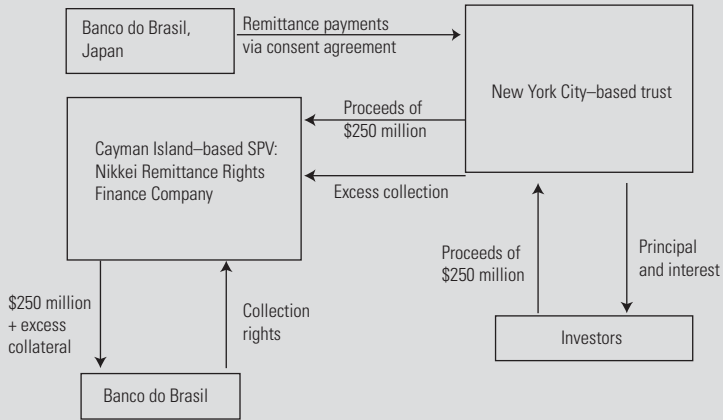 Banco do Brasil,
Japan
Remittance payments
via consent agreement
New York City–based trust
Proceeds of
$250 million
Cayman Island–based SPV:
Nikkei Remittance Rights
Finance Company
Excess collection
Proceeds of
$250 million
Principal
and interest
$250 million
+ excess
collateral
Collection
rights
Investors
Banco do Brasil